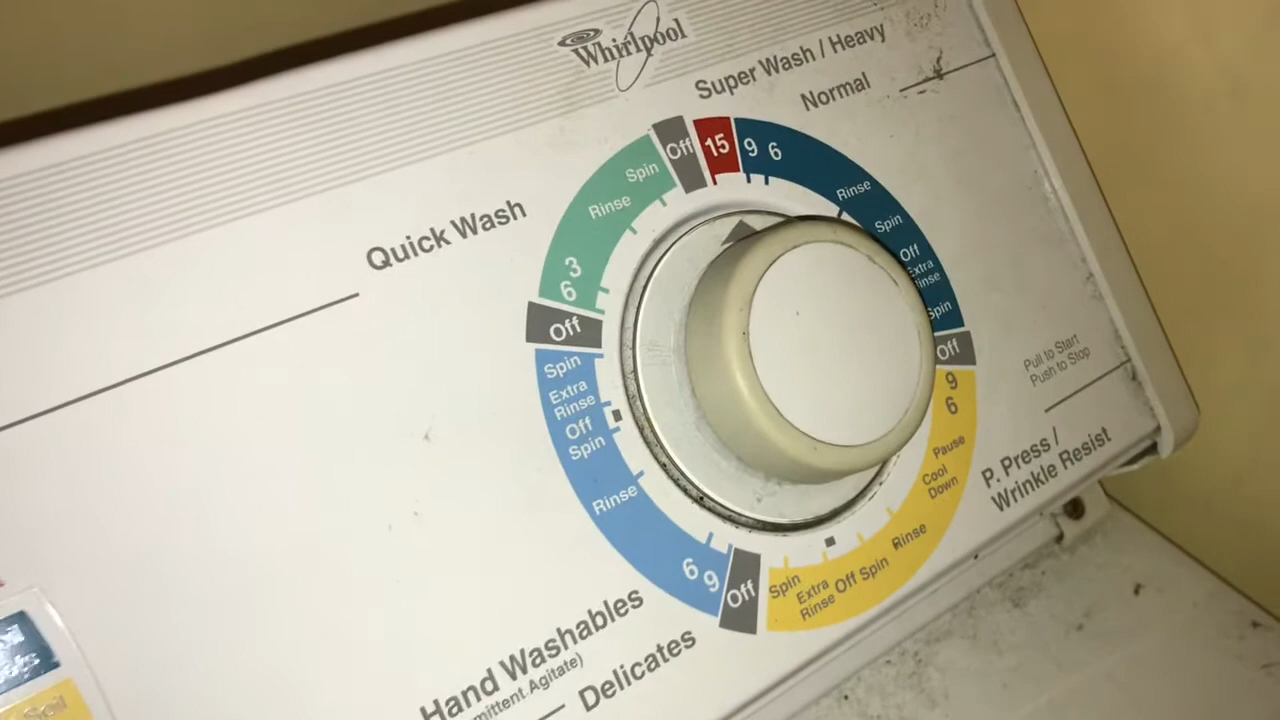 Whirlpool
Super Wash / Heavy
Normal
Off
15
9
6
Rinse
Spin
Off
Extra
Rinse
Spin
Off
9
6
Pause
Cool
Down
Rinse
Spin
Off
Extra
Rinse
Spin
Off
9
6
Rinse
Spin
Off
Extra
Rinse
Spin
Off
6
3
Rinse
Spin
Quick Wash
Pull to Start
Push to Stop
P. Press /
Wrinkle Resist
Hand Washables
mittent Agitate)
Delicates